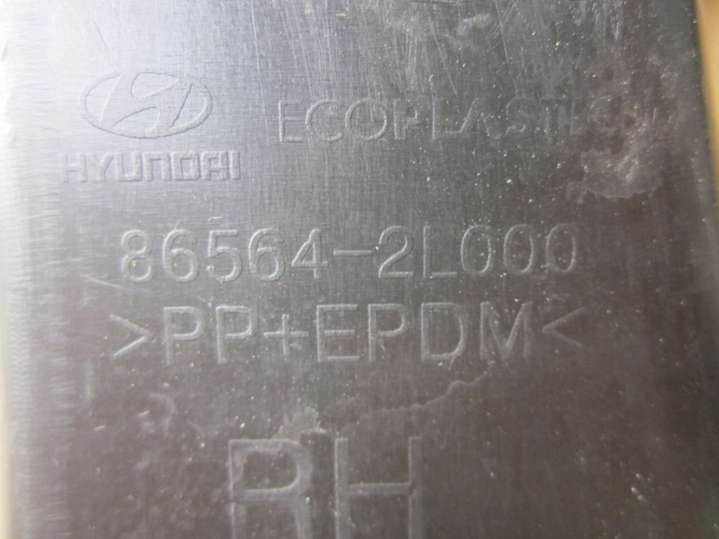 HYUNDAI ECOPLASTIC
86564-2L000
>PP+EPDM<
RH